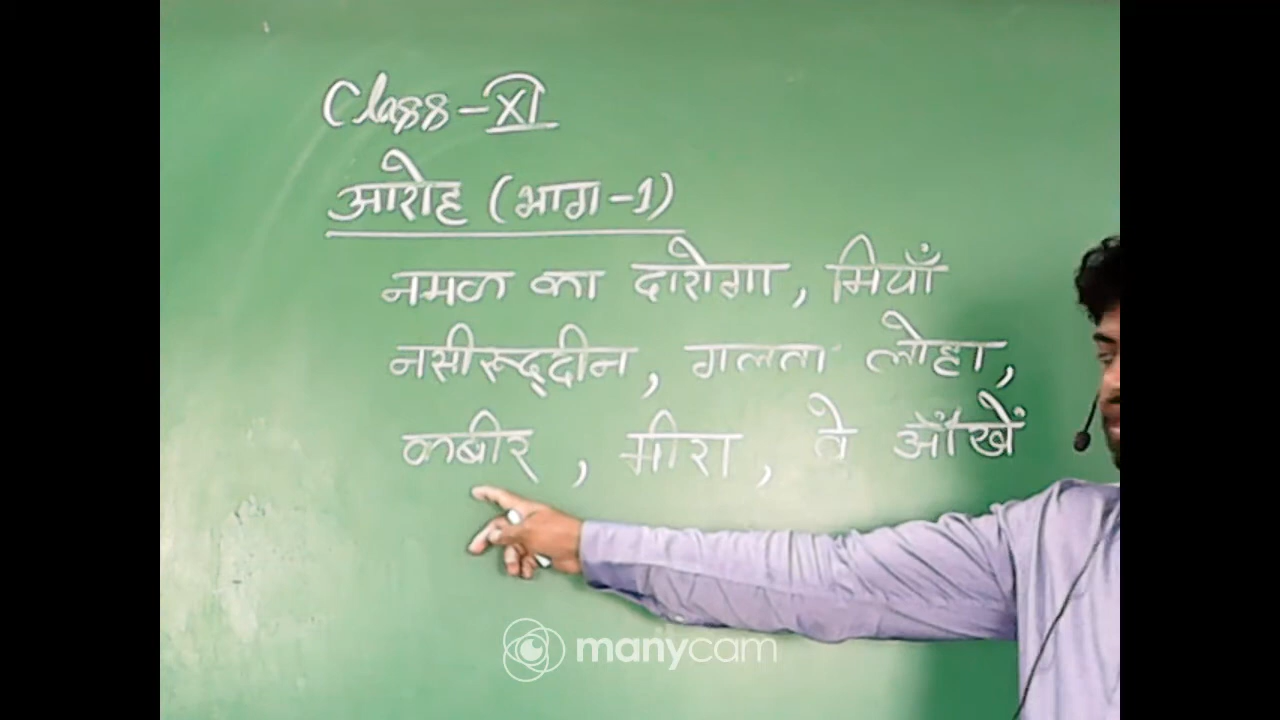 Class-XI
आरोह (भाग-1)
नमक का दारोगा, मियाँ
नसीरूद्दीन, गलता लोहा,
कबीर, मीरा, वे आँखें
manycam